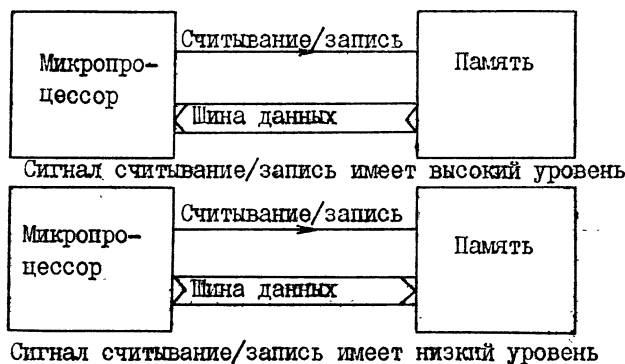 Считывание/запись
Микропро-
цессор
Память
Шина данных
Сигнал считывание/запись имеет высокий уровень
Считывание/запись
Микропро-
цессор
Память
Шина данных
Сигнал считывание/запись имеет низкий уровень